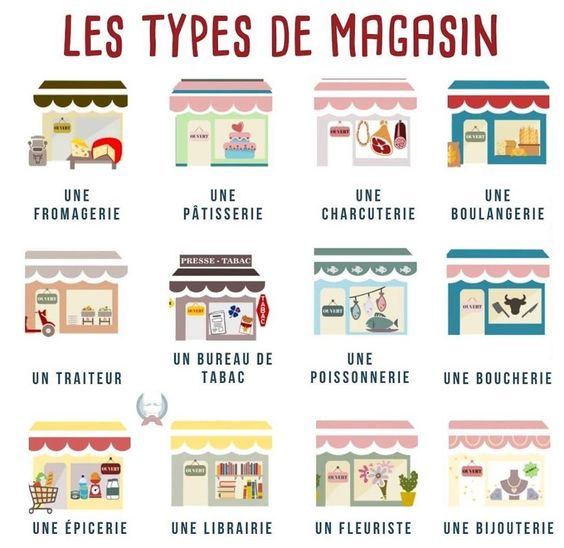 LES TYPES DE MAGASIN
OUVERT
OUVERT
OUVERT
OUVERT
UNE
FROMAGERIE
UNE
PÂTISSERIE
UNE
CHARCUTERIE
UNE
BOULANGERIE
PRESSE - TABAC
OUVERT
OUVERT
TABAC
OUVERT
OUVERT
UN TRAITEUR
UN BUREAU DE
TABAC
UNE
POISSONNERIE
UNE BOUCHERIE
OUVERT
OUVERT
OUVERT
OUVERT
UNE ÉPICERIE
UNE LIBRAIRIE
UN FLEURISTE
UNE BIJOUTERIE